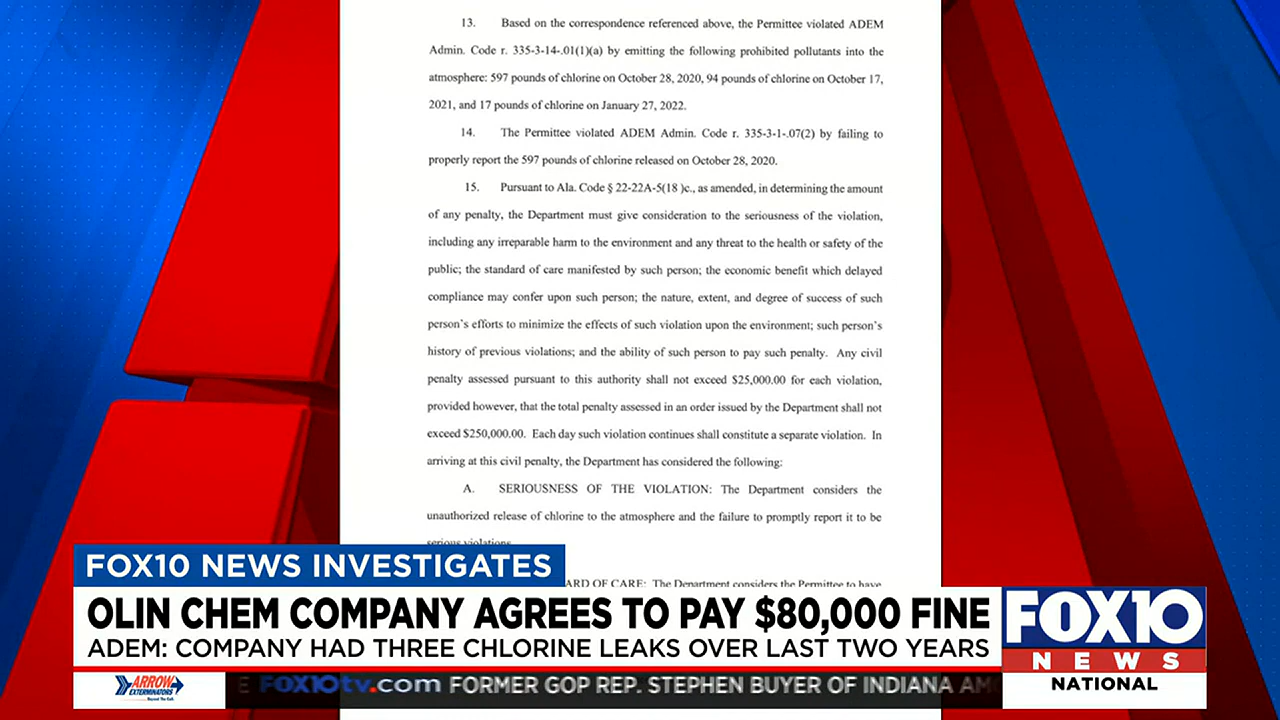 13. Based on the correspondence referenced above, the Permittee violated ADEM
Admin. Code r. 335-3-14-.01(1)(a) by emitting the following prohibited pollutants into the
atmosphere: 597 pounds of chlorine on October 28, 2020, 94 pounds of chlorine on October 17,
2021, and 17 pounds of chlorine on January 27, 2022.
14. The Permittee violated ADEM Admin. Code r. 335-3-1-.07(2) by failing to
properly report the 597 pounds of chlorine released on October 28, 2020.
15. Pursuant to Ala. Code § 22-22A-5(18 )c., as amended, in determining the amount
of any penalty, the Department must give consideration to the seriousness of the violation,
including any irreparable harm to the environment and any threat to the health or safety of the
public; the standard of care manifested by such person; the economic benefit which delayed
compliance may confer upon such person; the nature, extent, and degree of success of such
person's efforts to minimize the effects of such violation upon the environment; such person's
history of previous violations; and the ability of such person to pay such penalty. Any civil
penalty assessed pursuant to this authority shall not exceed $25,000.00 for each violation,
provided however, that the total penalty assessed in an order issued by the Department shall not
exceed $250,000.00. Each day such violation continues shall constitute a separate violation. In
arriving at this civil penalty, the Department has considered the following:
A. SERIOUSNESS OF THE VIOLATION: The Department considers the
unauthorized release of chlorine to the atmosphere and the failure to promptly report it to be
serious violations.
ARD OF CARE: The Department considers the Permittee to have
FOX10 NEWS INVESTIGATES
OLIN CHEM COMPANY AGREES TO PAY $80,000 FINE
ADEM: COMPANY HAD THREE CHLORINE LEAKS OVER LAST TWO YEARS
FOX10
NEWS
NATIONAL
ARROW
EXTERMINATORS
Beyond The Call
E FOX10tv.com FORMER GOP REP. STEPHEN BUYER OF INDIANA AM